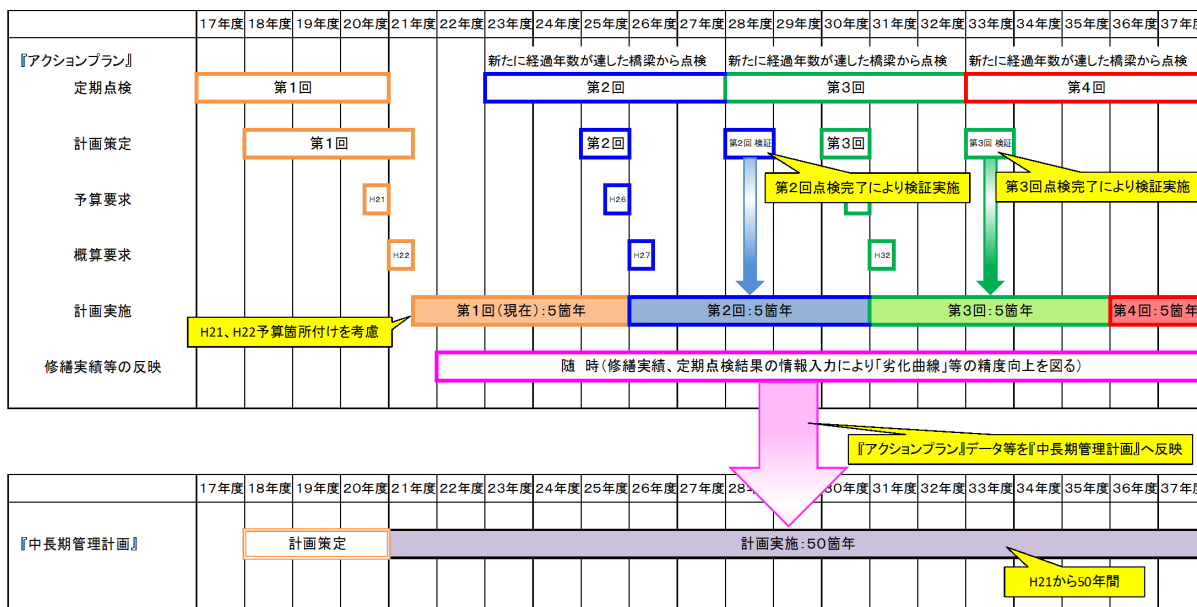 17年度 18年度 19年度 20年度 21年度 22年度 23年度 24年度 25年度 26年度 27年度 28年度 29年度 30年度 31年度 32年度 33年度 34年度 35年度 36年度 37年度
『アクションプラン』 新たに経過年数が達した橋梁から点検 新たに経過年数が達した橋梁から点検 新たに経過年数が達した橋梁から点検
定期点検 第1回 第2回 第3回 第4回
計画策定 第1回 第2回 第2回 検証 第3回 第3回 検証
第2回点検完了により検証実施 第3回点検完了により検証実施
予算要求 H21 H26
概算要求 H22 H27 H32
計画実施 第1回(現在):5箇年 第2回:5箇年 第3回:5箇年 第4回:5箇年
H21、H22予算箇所付けを考慮
修繕実績等の反映 随 時(修繕実績、定期点検結果の情報入力により「劣化曲線」等の精度向上を図る)
『アクションプラン』データ等を『中長期管理計画』へ反映
17年度 18年度 19年度 20年度 21年度 22年度 23年度 24年度 25年度 26年度 27年度 28 30年度 31年度 32年度 33年度 34年度 35年度 36年度 37年度
『中長期管理計画』 計画策定 計画実施:50箇年
H21から50年間